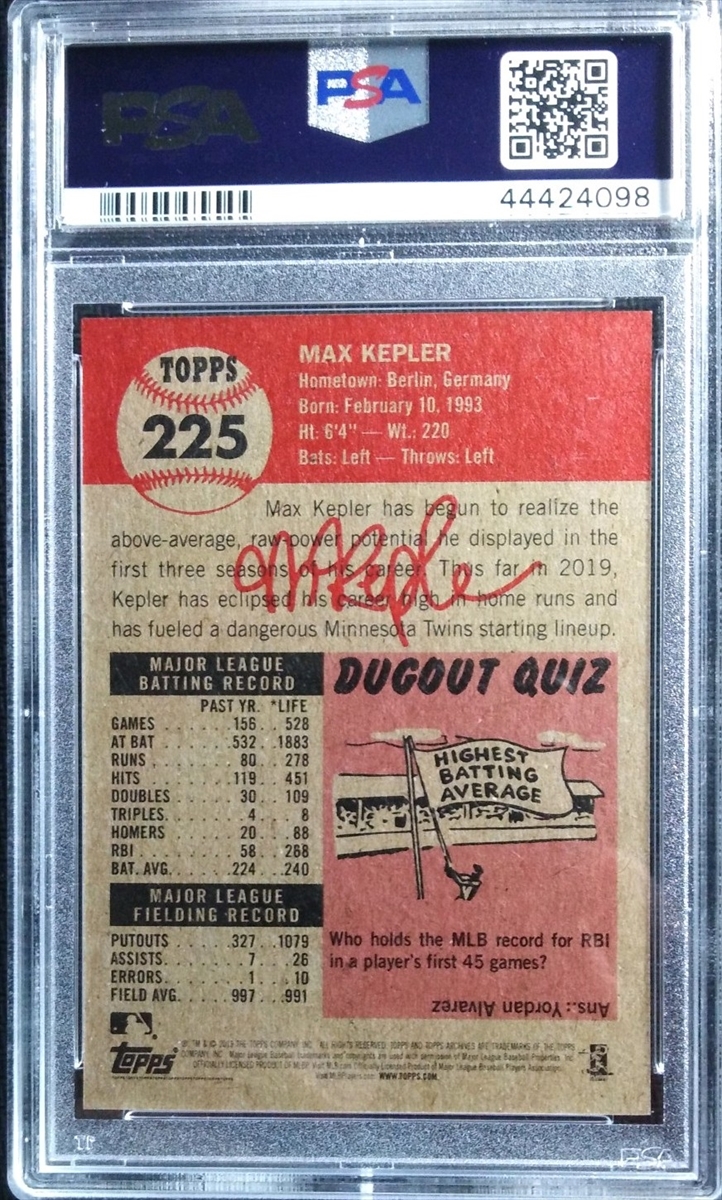 PSA
PSA
44424098
TOPPS
225
MAX KEPLER
Hometown: Berlin, Germany
Born: February 10, 1993
Ht: 6'4" — Wt.: 220
Bats: Left — Throws: Left
Max Kepler has begun to realize the
above-average, raw-power potential he displayed in the
first three seasons of his career. Thus far in 2019,
Kepler has eclipsed his career high in home runs and
has fueled a dangerous Minnesota Twins starting lineup.
MAJOR LEAGUE
BATTING RECORD
PAST YR. *LIFE
GAMES . . . . . . .156 . . 528
AT BAT . . . . . . .532 . .1883
RUNS . . . . . . . . 80 . . 278
HITS . . . . . . . .119 . . 451
DOUBLES . . . . . . 30 . . 109
TRIPLES. . . . . . . 4 . . . 8
HOMERS . . . . . . 20 . . 88
RBI . . . . . . . . . 58 . . 268
BAT. AVG. . . . . .224 . . .240
MAJOR LEAGUE
FIELDING RECORD
PUTOUTS . . . . .327 . .1079
ASSISTS. . . . . . . 7 . . . 26
ERRORS. . . . . . . 1 . . . 10
FIELD AVG. . . . .997 . . .991
DUGOUT QUIZ
HIGHEST
BATTING
AVERAGE
Who holds the MLB record for RBI
in a player's first 45 games?
Ans.: Yordan Alvarez
topps
WWW.TOPPS.COM
PSA